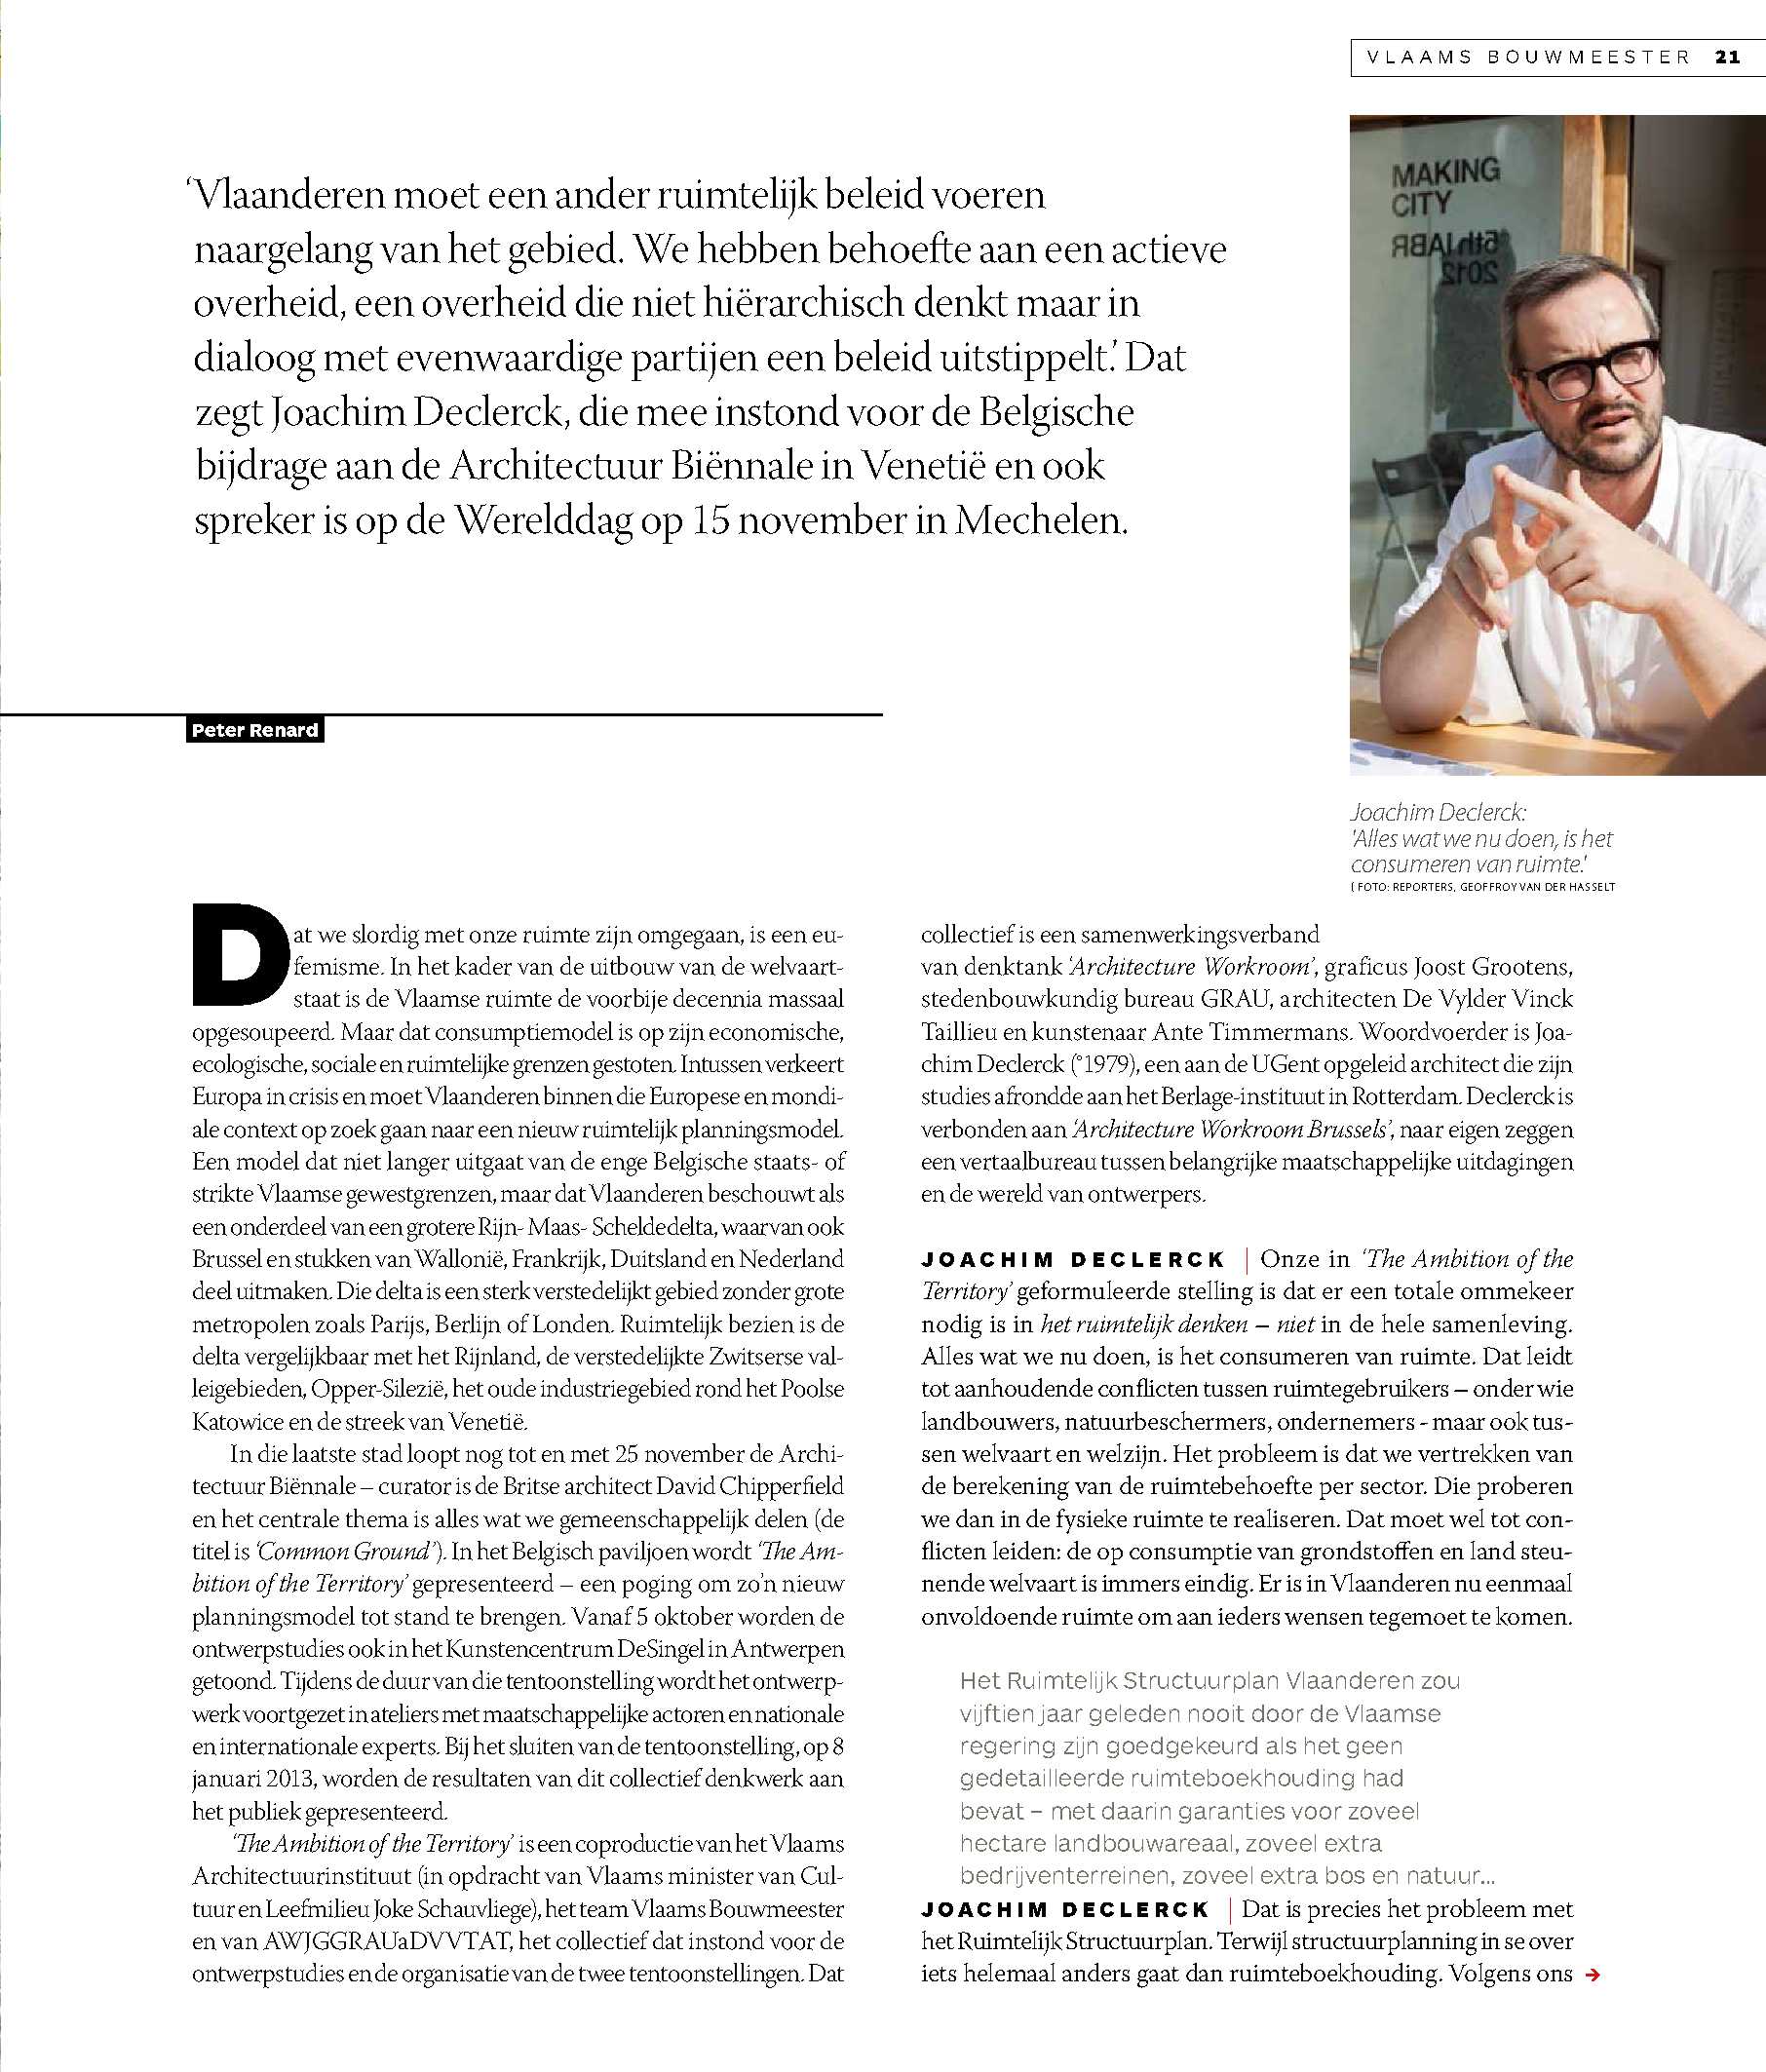 VLAAMS BOUWMEESTER 21
MAKING
CITY
5th IABR
2012
‘Vlaanderen moet een ander ruimtelijk beleid voeren
naargelang van het gebied. We hebben behoefte aan een actieve
overheid, een overheid die niet hiërarchisch denkt maar in
dialoog met evenwaardige partijen een beleid uitstippelt.’ Dat
zegt Joachim Declerck, die mee instond voor de Belgische
bijdrage aan de Architectuur Biënnale in Venetië en ook
spreker is op de Werelddag op 15 november in Mechelen.
Peter Renard
Joachim Declerck:
'Alles wat we nu doen, is het
consumeren van ruimte.'
( FOTO: REPORTERS, GEOFFROY VAN DER HASSELT
Dat we slordig met onze ruimte zijn omgegaan, is een eu-
femisme. In het kader van de uitbouw van de welvaart-
staat is de Vlaamse ruimte de voorbije decennia massaal
opgesoupeerd. Maar dat consumptiemodel is op zijn economische,
ecologische, sociale en ruimtelijke grenzen gestoten. Intussen verkeert
Europa in crisis en moet Vlaanderen binnen die Europese en mondi-
ale context op zoek gaan naar een nieuw ruimtelijk planningsmodel.
Een model dat niet langer uitgaat van de enge Belgische staats- of
strikte Vlaamse gewestgrenzen, maar dat Vlaanderen beschouwt als
een onderdeel van een grotere Rijn- Maas- Scheldedelta, waarvan ook
Brussel en stukken van Wallonië, Frankrijk, Duitsland en Nederland
deel uitmaken. Die delta is een sterk verstedelijkt gebied zonder grote
metropolen zoals Parijs, Berlijn of Londen. Ruimtelijk bezien is de
delta vergelijkbaar met het Rijnland, de verstedelijkte Zwitserse val-
leigebieden, Opper-Silezië, het oude industriegebied rond het Poolse
Katowice en de streek van Venetië.
In die laatste stad loopt nog tot en met 25 november de Archi-
tectuur Biënnale – curator is de Britse architect David Chipperfield
en het centrale thema is alles wat we gemeenschappelijk delen (de
titel is ‘Common Ground’). In het Belgisch paviljoen wordt ‘The Am-
bition of the Territory’ gepresenteerd – een poging om zo’n nieuw
planningsmodel tot stand te brengen. Vanaf 5 oktober worden de
ontwerpstudies ook in het Kunstencentrum DeSingel in Antwerpen
getoond. Tijdens de duur van die tentoonstelling wordt het ontwerp-
werk voortgezet in ateliers met maatschappelijke actoren en nationale
en internationale experts. Bij het sluiten van de tentoonstelling, op 8
januari 2013, worden de resultaten van dit collectief denkwerk aan
het publiek gepresenteerd.
‘The Ambition of the Territory’ is een coproductie van het Vlaams
Architectuurinstituut (in opdracht van Vlaams minister van Cul-
tuur en Leefmilieu Joke Schauvliege), het team Vlaams Bouwmeester
en van AWJGGRAUaDVVTAT, het collectief dat instond voor de
ontwerpstudies en de organisatie van de twee tentoonstellingen. Dat
collectief is een samenwerkingsverband
van denktank ‘Architecture Workroom’, graficus Joost Grootens,
stedenbouwkundig bureau GRAU, architecten De Vylder Vinck
Taillieu en kunstenaar Ante Timmermans. Woordvoerder is Joa-
chim Declerck (°1979), een aan de UGent opgeleid architect die zijn
studies afrondde aan het Berlage-instituut in Rotterdam. Declerck is
verbonden aan ‘Architecture Workroom Brussels’, naar eigen zeggen
een vertaalbureau tussen belangrijke maatschappelijke uitdagingen
en de wereld van ontwerpers.
JOACHIM DECLERCK | Onze in ‘The Ambition of the
Territory’ geformuleerde stelling is dat er een totale ommekeer
nodig is in het ruimtelijk denken – niet in de hele samenleving.
Alles wat we nu doen, is het consumeren van ruimte. Dat leidt
tot aanhoudende conflicten tussen ruimtegebruikers – onder wie
landbouwers, natuurbeschermers, ondernemers - maar ook tus-
sen welvaart en welzijn. Het probleem is dat we vertrekken van
de berekening van de ruimtebehoefte per sector. Die proberen
we dan in de fysieke ruimte te realiseren. Dat moet wel tot con-
flicten leiden: de op consumptie van grondstoffen en land steu-
nende welvaart is immers eindig. Er is in Vlaanderen nu eenmaal
onvoldoende ruimte om aan ieders wensen tegemoet te komen.
Het Ruimtelijk Structuurplan Vlaanderen zou
vijftien jaar geleden nooit door de Vlaamse
regering zijn goedgekeurd als het geen
gedetailleerde ruimteboekhouding had
bevat – met daarin garanties voor zoveel
hectare landbouwareaal, zoveel extra
bedrijventerreinen, zoveel extra bos en natuur...
JOACHIM DECLERCK | Dat is precies het probleem met
het Ruimtelijk Structuurplan. Terwijl structuurplanning in se over
iets helemaal anders gaat dan ruimteboekhouding. Volgens ons →